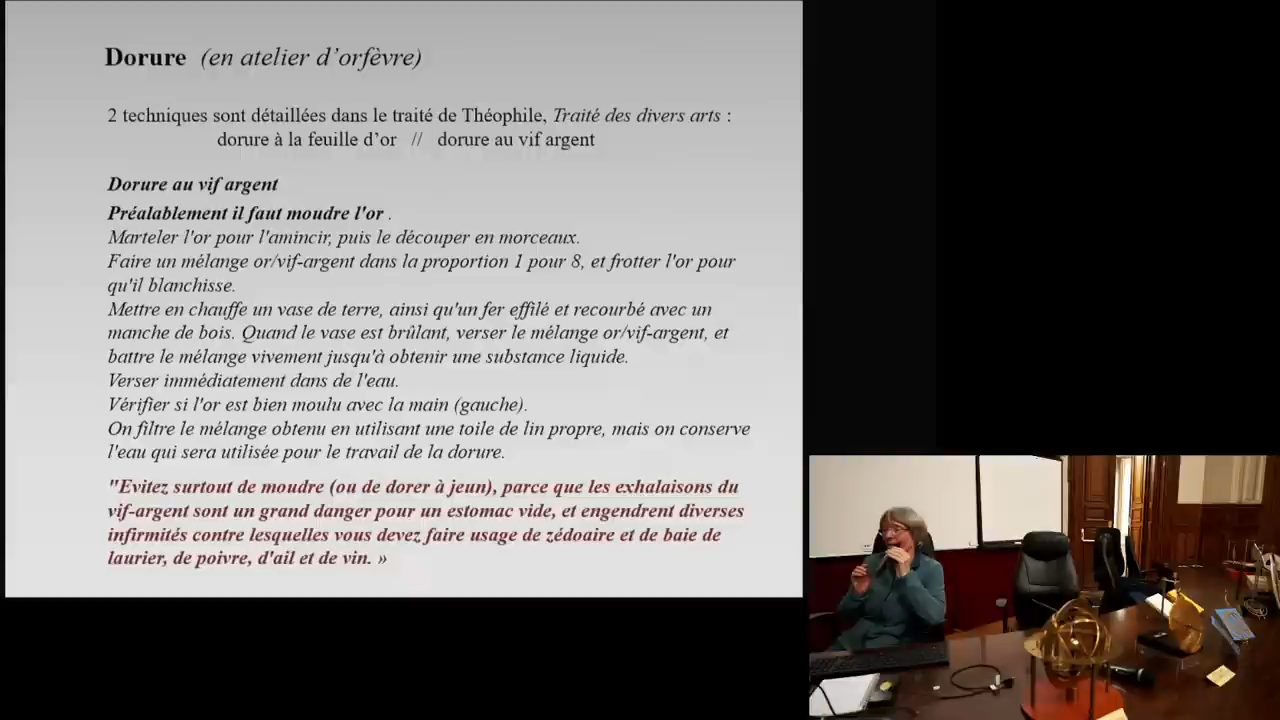 Dorure (en atelier d'orfèvre)
2 techniques sont détaillées dans le traité de Théophile, Traité des divers arts :
dorure à la feuille d'or // dorure au vif argent
Dorure au vif argent
Préalablement il faut moudre l'or .
Marteler l'or pour l'amincir, puis le découper en morceaux.
Faire un mélange or/vif-argent dans la proportion 1 pour 8, et frotter l'or pour
qu'il blanchisse.
Mettre en chauffe un vase de terre, ainsi qu'un fer effilé et recourbé avec un
manche de bois. Quand le vase est brûlant, verser le mélange or/vif-argent, et
battre le mélange vivement jusqu'à obtenir une substance liquide.
Verser immédiatement dans de l'eau.
Vérifier si l'or est bien moulu avec la main (gauche).
On filtre le mélange obtenu en utilisant une toile de lin propre, mais on conserve
l'eau qui sera utilisée pour le travail de la dorure.
"Evitez surtout de moudre (ou de dorer à jeun), parce que les exhalaisons du
vif-argent sont un grand danger pour un estomac vide, et engendrent diverses
infirmités contre lesquelles vous devez faire usage de zédoaire et de baie de
laurier, de poivre, d'ail et de vin. »